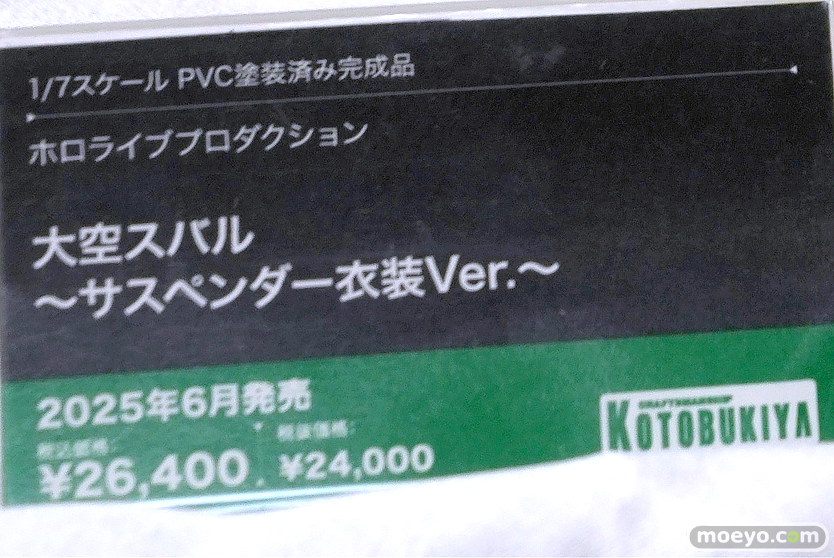 1/7スケール PVC塗装済み完成品
ホロライブプロダクション
大空スバル
～サスペンダー衣装Ver.～
2025年6月発売
税込価格:
税抜価格:
¥26,400
¥24,000
CRAFTSMANSHIP
KOTOBUKIYA
moeyo.com